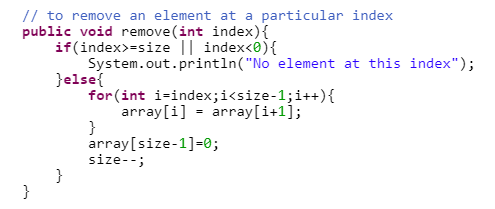 // to remove an element at a particular index
public void remove(int index){
    if(index>=size || index<0){
        System.out.println("No element at this index");
    }else{
        for(int i=index;i<size-1;i++){
            array[i] = array[i+1];
        }
        array[size-1]=0;
        size--;
    }
}